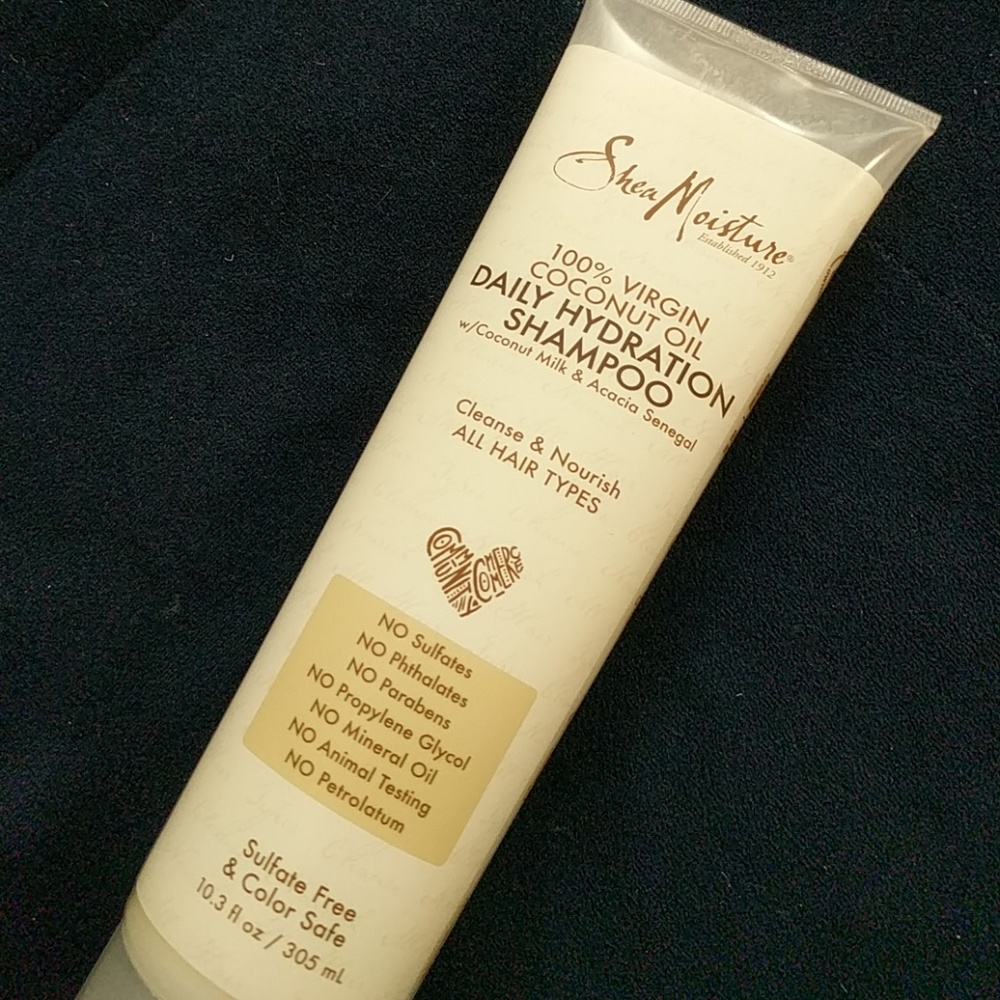 SheaMoisture®
Established 1912
100% VIRGIN
COCONUT OIL
DAILY HYDRATION
SHAMPOO
w/Coconut Milk & Acacia Senegal
Cleanse & Nourish
ALL HAIR TYPES
COMMUNITY COMMERCE
NO Sulfates
NO Phthalates
NO Parabens
NO Propylene Glycol
NO Mineral Oil
NO Animal Testing
NO Petrolatum
Sulfate Free
& Color Safe
10.3 fl oz / 305 mL